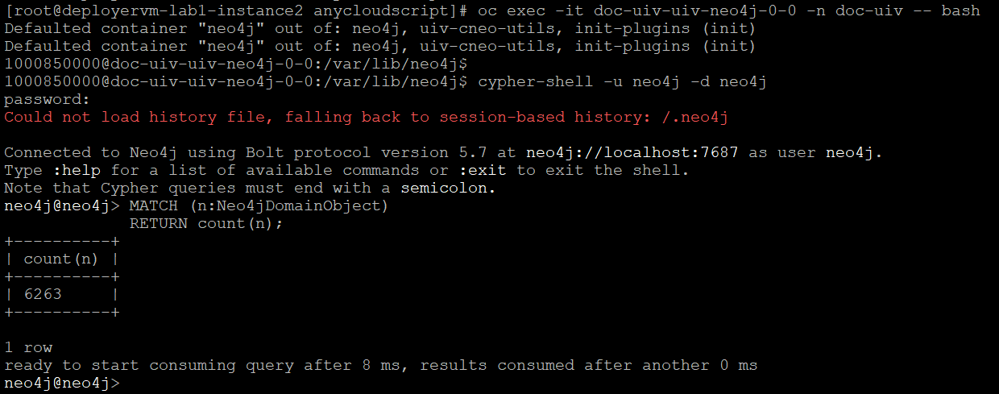 [root@deployervm-lab1-instance2 anycloudscript]# oc exec -it doc-uiv-uiv-neo4j-0-0 -n doc-uiv -- bash
Defaulted container "neo4j" out of: neo4j, uiv-cneo-utils, init-plugins (init)
Defaulted container "neo4j" out of: neo4j, uiv-cneo-utils, init-plugins (init)
1000850000@doc-uiv-uiv-neo4j-0-0:/var/lib/neo4j$
1000850000@doc-uiv-uiv-neo4j-0-0:/var/lib/neo4j$ cypher-shell -u neo4j -d neo4j
password:
Could not load history file, falling back to session-based history: /.neo4j
Connected to Neo4j using Bolt protocol version 5.7 at neo4j://localhost:7687 as user neo4j.
Type :help for a list of available commands or :exit to exit the shell.
Note that Cypher queries must end with a semicolon.
neo4j@neo4j> MATCH (n:Neo4jDomainObject)
             RETURN count(n);
+----------+
| count(n) |
+----------+
| 6263     |
+----------+
1 row
ready to start consuming query after 8 ms, results consumed after another 0 ms
neo4j@neo4j>